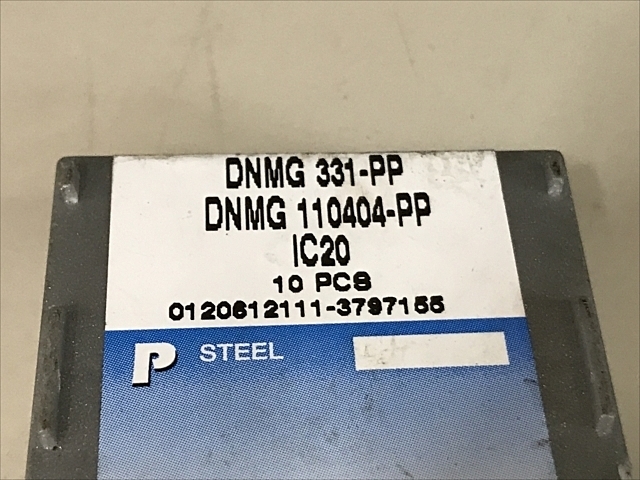 DNMG 331-PP
DNMG 110404-PP
IC20
10 PCS
0120612111-3797155
P STEEL